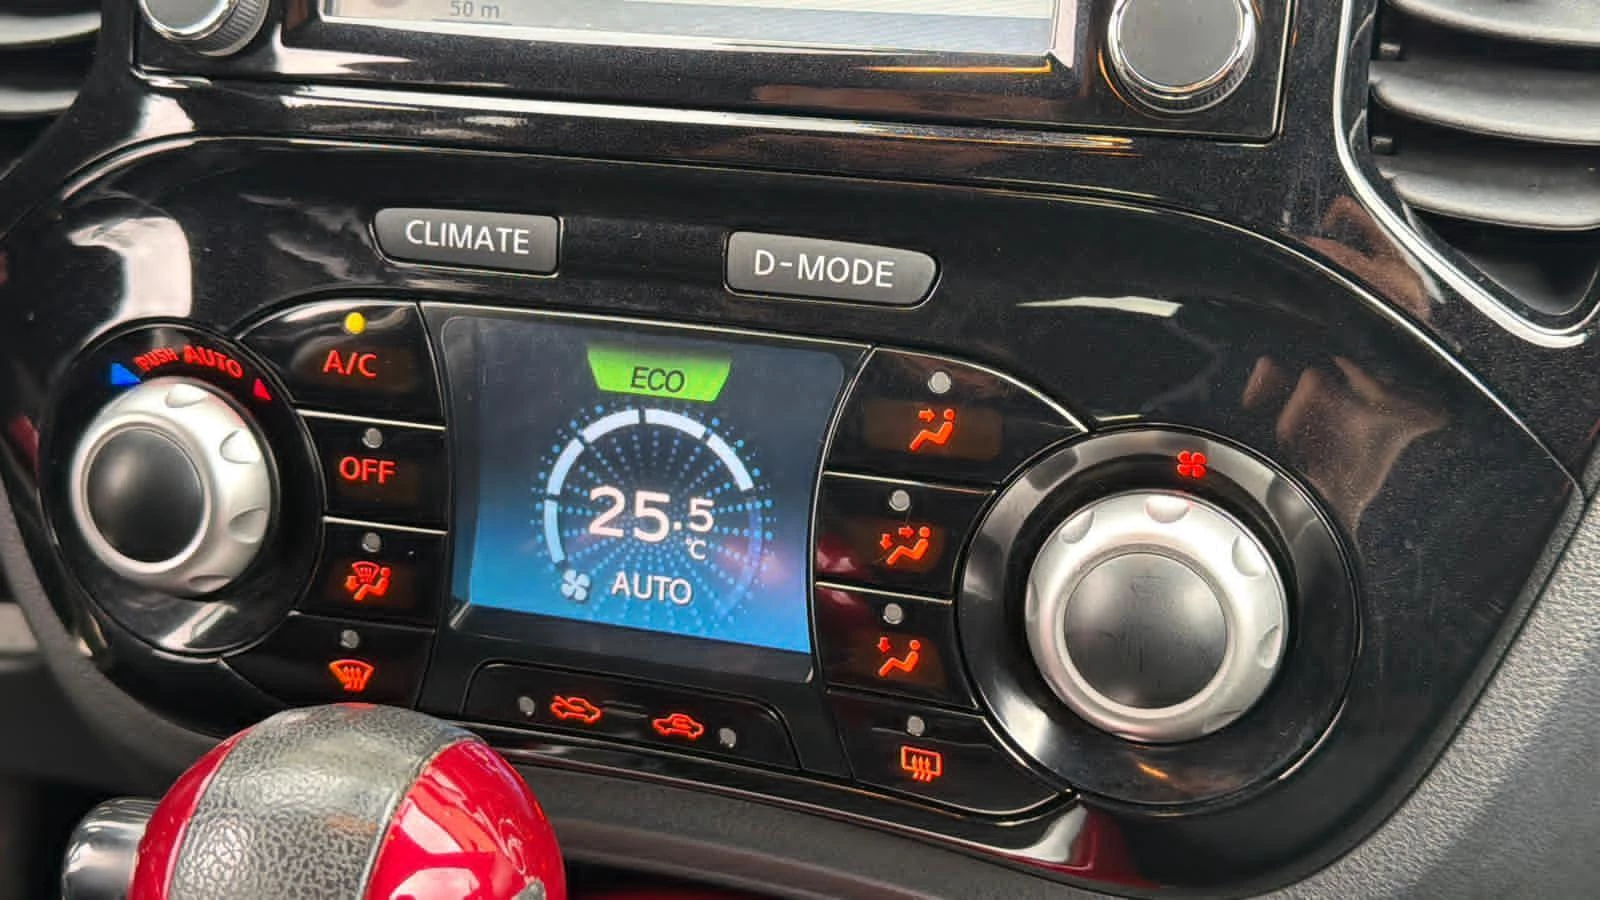 50 m
CLIMATE
D-MODE
PUSH AUTO
A/C
OFF
ECO
25.5
°C
AUTO